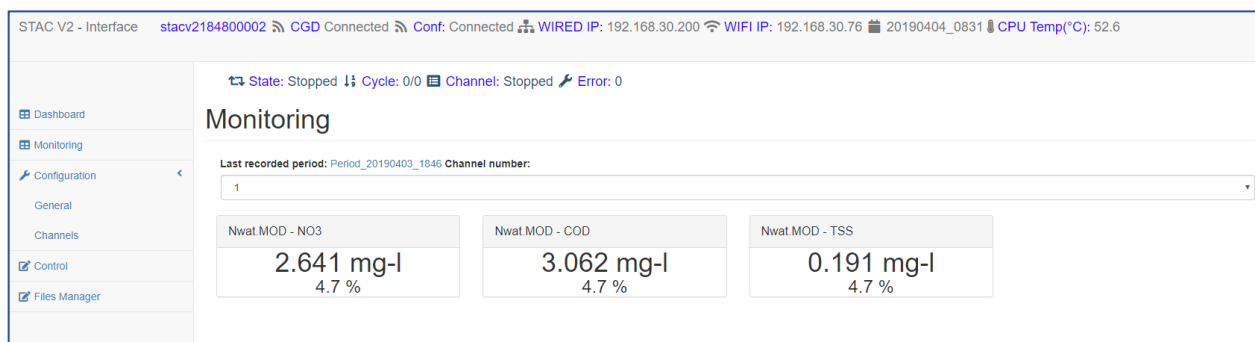 STAC V2 - Interface stacv2184800002 CGD Connected Conf: Connected WIRED IP: 192.168.30.200 WIFI IP: 192.168.30.76 20190404_0831 CPU Temp(°C): 52.6
State: Stopped Cycle: 0/0 Channel: Stopped Error: 0
Dashboard
Monitoring
Configuration
General
Channels
Control
Files Manager
Monitoring
Last recorded period: Period_20190403_1846 Channel number:
1
Nwat.MOD - NO3
2.641 mg-l
4.7 %
Nwat.MOD - COD
3.062 mg-l
4.7 %
Nwat.MOD - TSS
0.191 mg-l
4.7 %